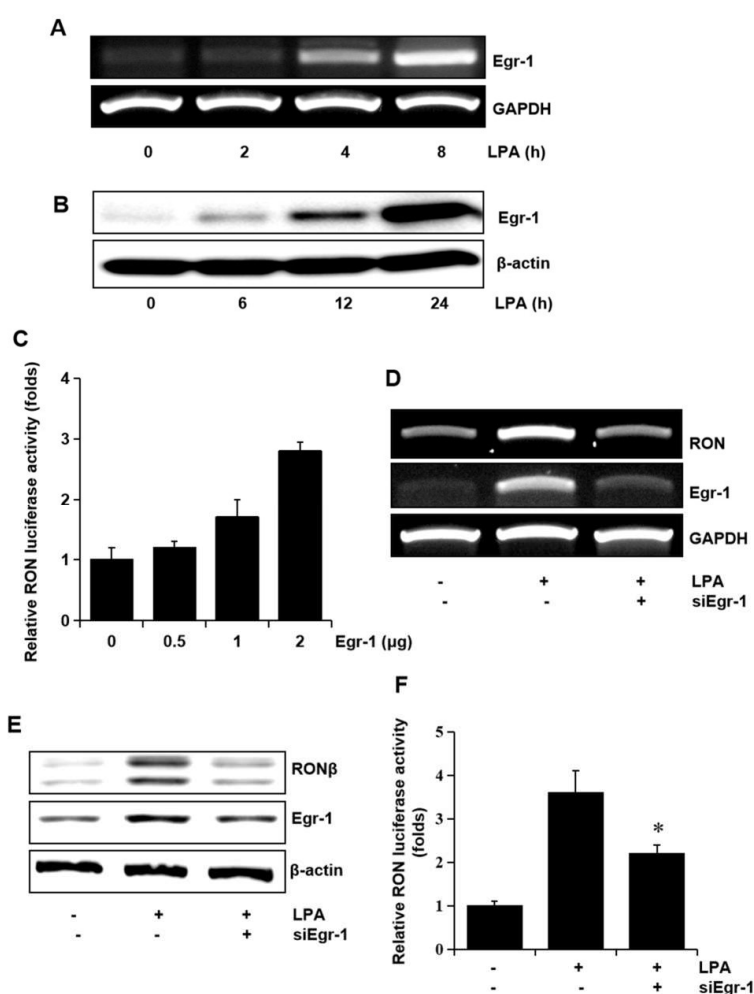 A
Egr-1
GAPDH
0 2 4 8 LPA (h)
B
Egr-1
β-actin
0 6 12 24 LPA (h)
C
Relative RON luciferase activity (folds)
4
3
2
1
0
0 0.5 1 2 Egr-1 (μg)
D
RON
Egr-1
GAPDH
- + + LPA
- - + siEgr-1
E
RONβ
Egr-1
β-actin
- + + LPA
- - + siEgr-1
F
Relative RON luciferase activity
(folds)
5
4
3
2
1
0
*
- + + LPA
- - + siEgr-1